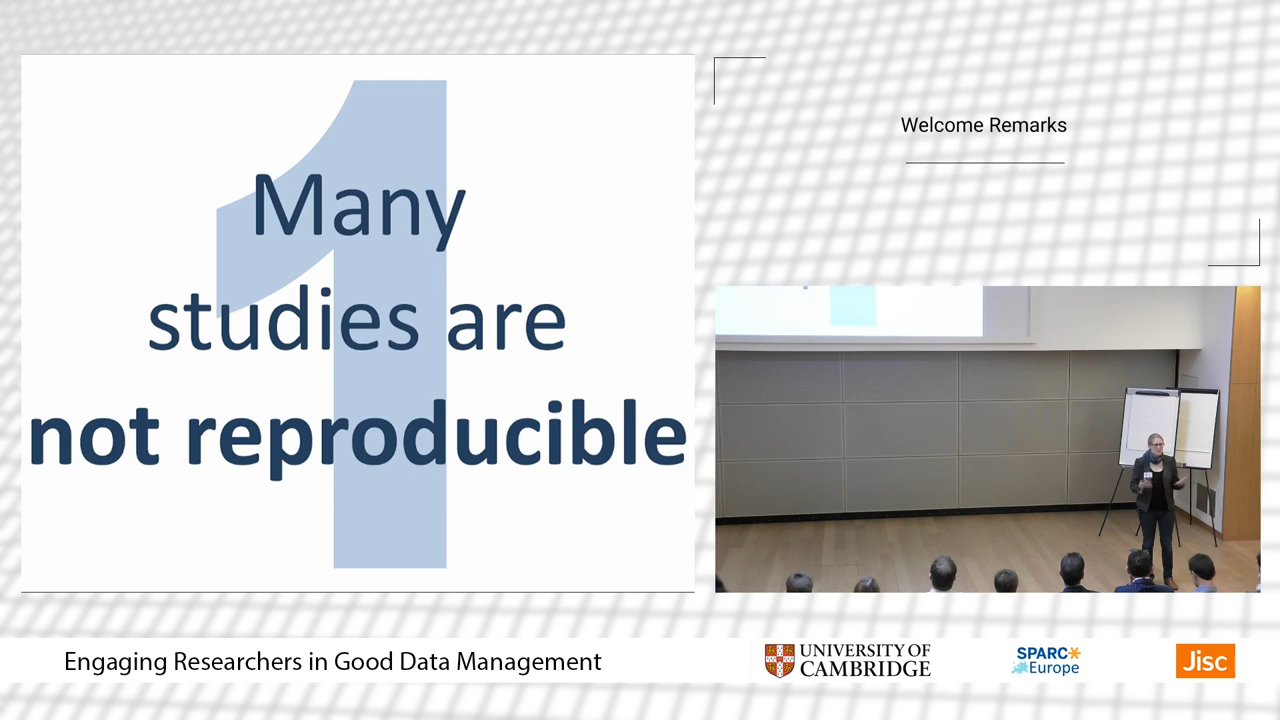 1
Many
studies are
not reproducible
Welcome Remarks
Engaging Researchers in Good Data Management
UNIVERSITY OF
CAMBRIDGE
SPARC*
Europe
Jisc